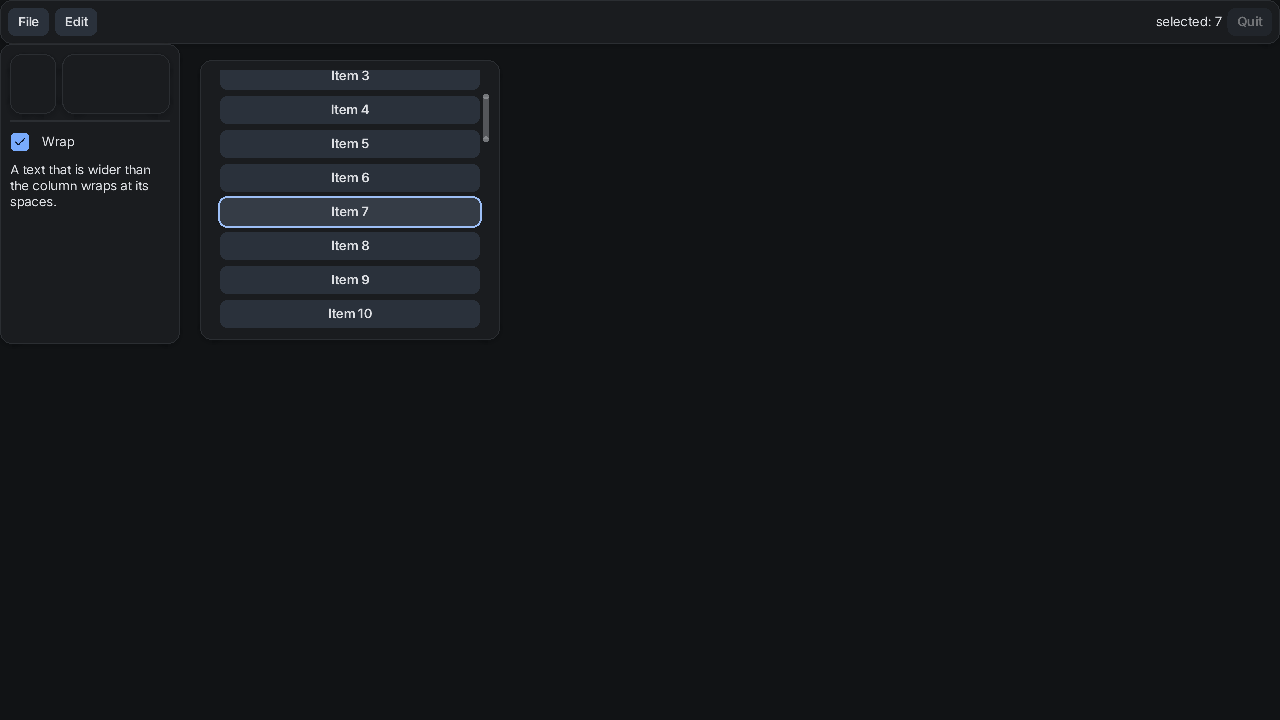 File
Edit
selected: 7
Quit
Wrap
A text that is wider than
the column wraps at its
spaces.
Item 3
Item 4
Item 5
Item 6
Item 7
Item 8
Item 9
Item 10